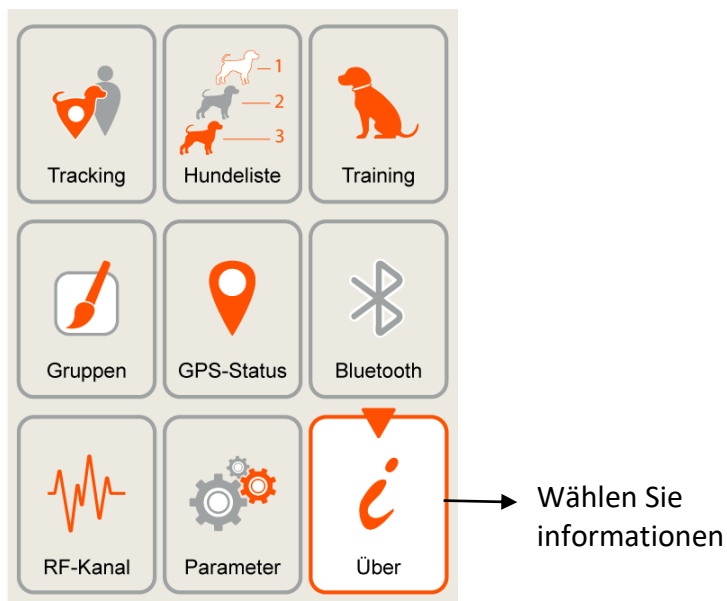 1
2
3
Tracking
Hundeliste
Training
Gruppen
GPS-Status
Bluetooth
RF-Kanal
Parameter
i
Über
Wählen Sie
informationen